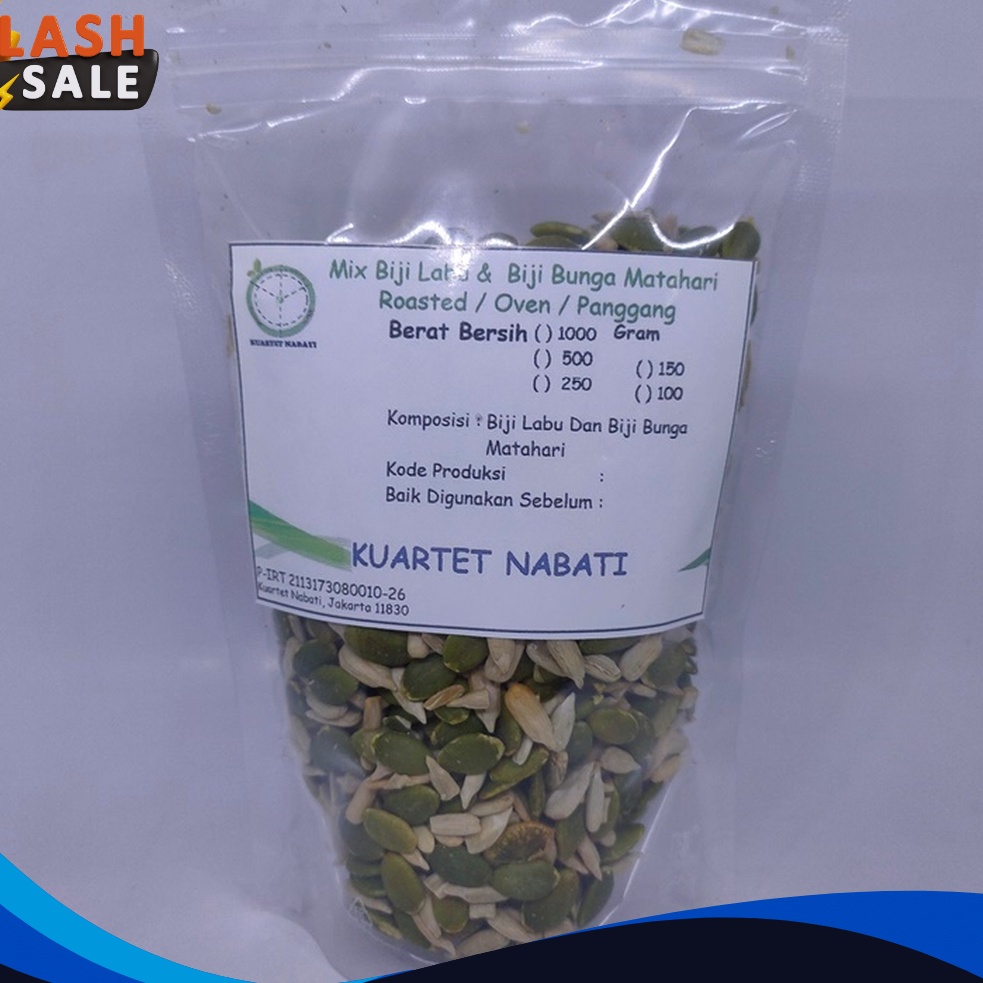 LASH
SALE
Mix Biji Labu & Biji Bunga Matahari
Roasted / Oven / Panggang
Berat Bersih ( ) 1000 Gram
( ) 500
( ) 150
( ) 250
( ) 100
KUARTET NABATI
Komposisi : Biji Labu Dan Biji Bunga
Matahari
Kode Produksi :
Baik Digunakan Sebelum :
KUARTET NABATI
P-IRT 2113173080010-26
Kuartet Nabati, Jakarta 11830